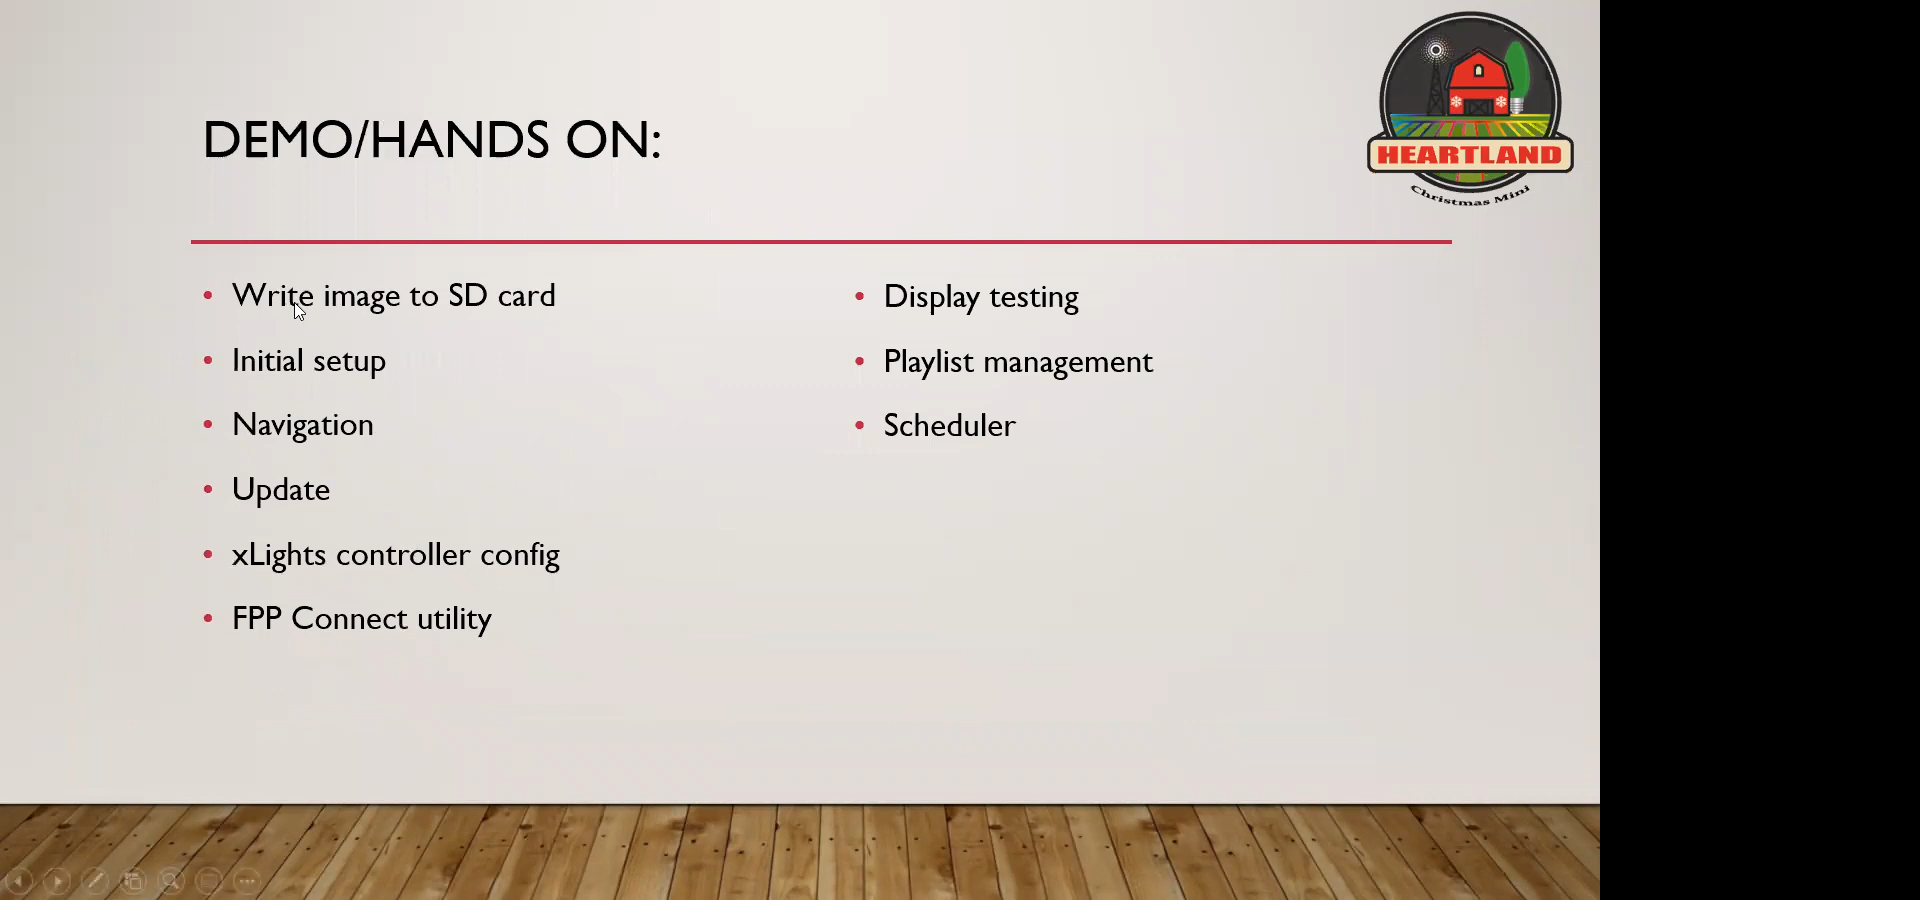 DEMO/HANDS ON:
HEARTLAND
Christmas Mini
Write image to SD card
Initial setup
Navigation
Update
xLights controller config
FPP Connect utility
Display testing
Playlist management
Scheduler